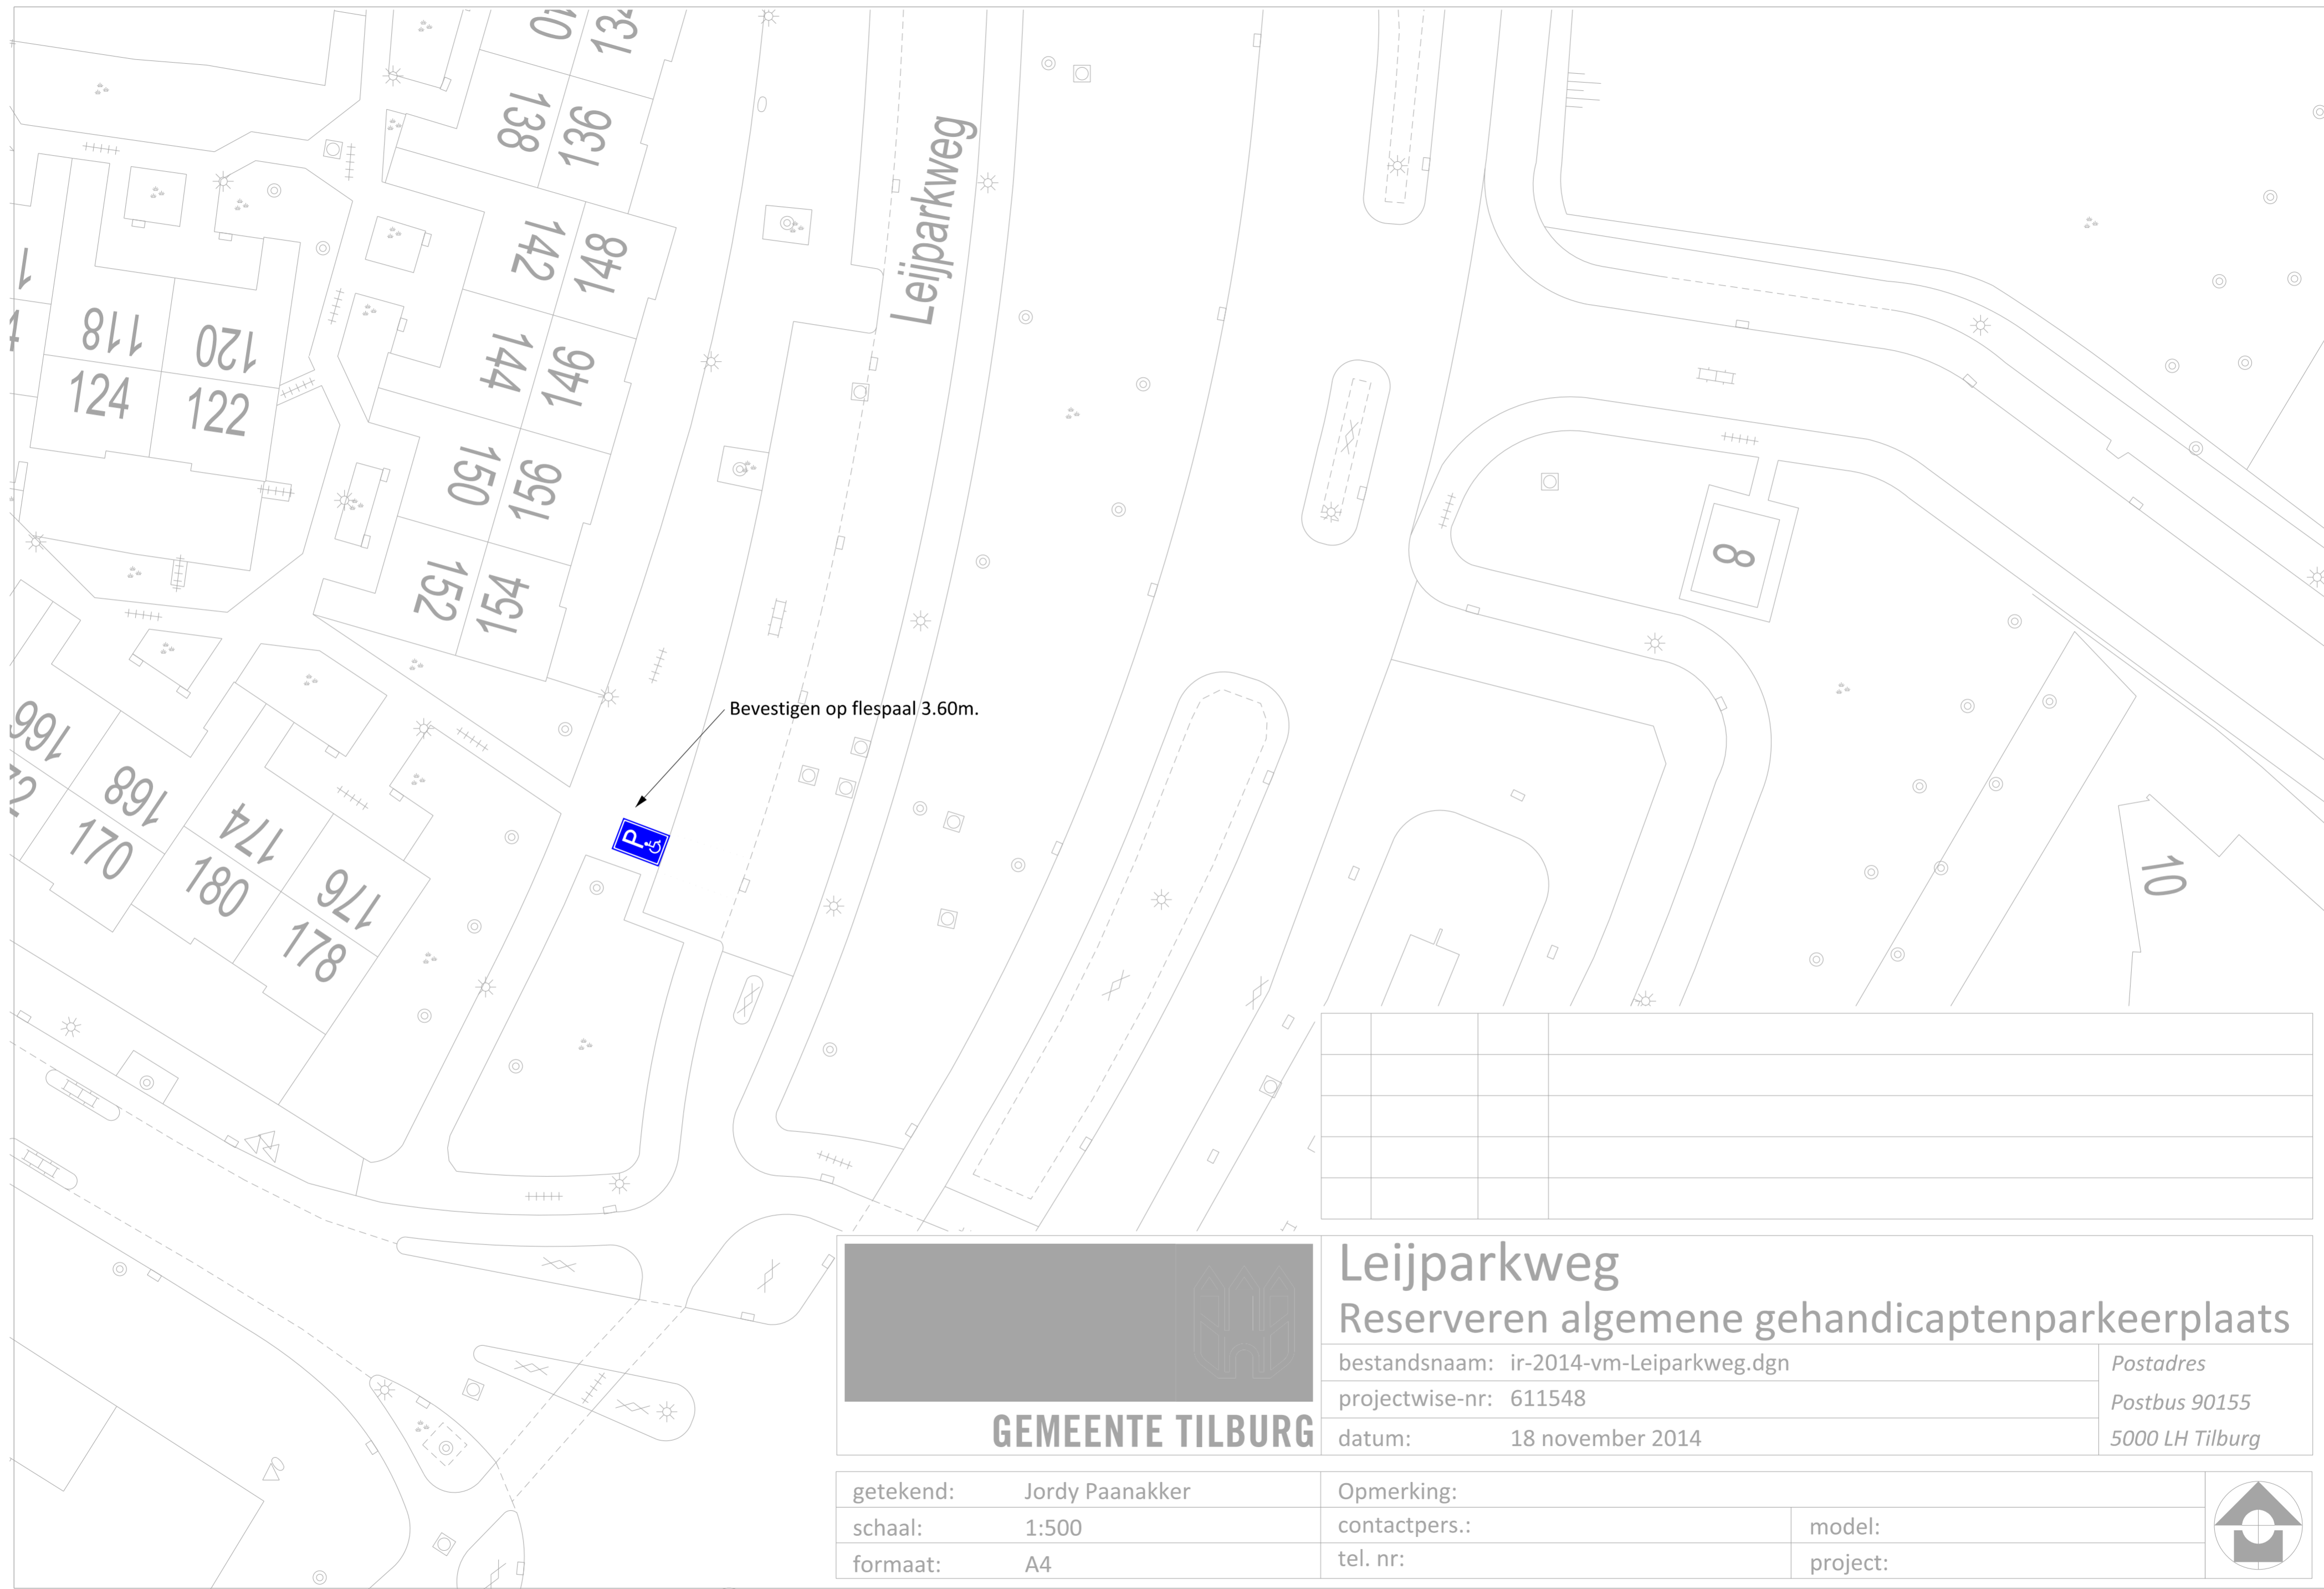 134
138
136
Leijparkweg
142
148
118
120
144
146
124
122
150
156
152
154
8
166
Bevestigen op flespaal 3.60m.
168
P
170
174
180
176
10
178
Leijparkweg
Reserveren algemene gehandicaptenparkeerplaats
bestandsnaam: ir-2014-vm-Leiparkweg.dgn
Postadres
projectwise-nr: 611548
Postbus 90155
GEMEENTE TILBURG
datum: 18 november 2014
5000 LH Tilburg
getekend: Jordy Paanakker
Opmerking:
schaal: 1:500
contactpers.:
model:
formaat: A4
tel. nr:
project: